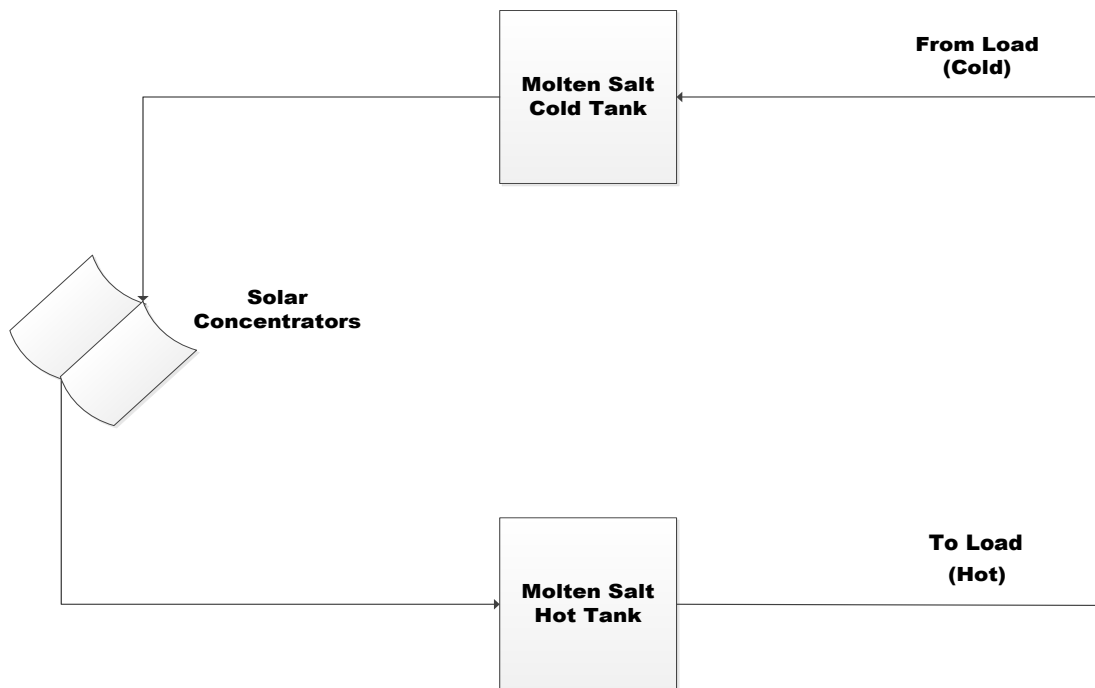 Molten Salt
Cold Tank
From Load
(Cold)
Solar
Concentrators
Molten Salt
Hot Tank
To Load
(Hot)